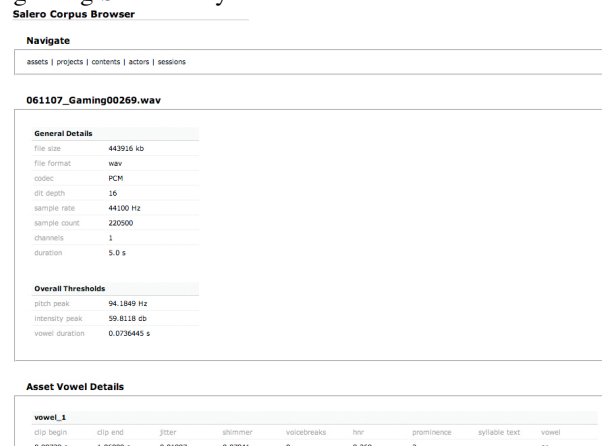 Salero Corpus Browser
Navigate
assets | projects | contents | actors | sessions
061107_Gaming00269.wav
General Details
file size 443916 kb
file format wav
codec PCM
dit depth 16
sample rate 44100 Hz
sample count 220500
channels 1
duration 5.0 s
Overall Thresholds
pitch peak 94.1849 Hz
intensity peak 59.8118 db
vowel duration 0.0736445 s
Asset Vowel Details
vowel_1
clip begin clip end jitter shimmer voicebreaks hnr prominence syllable text vowel